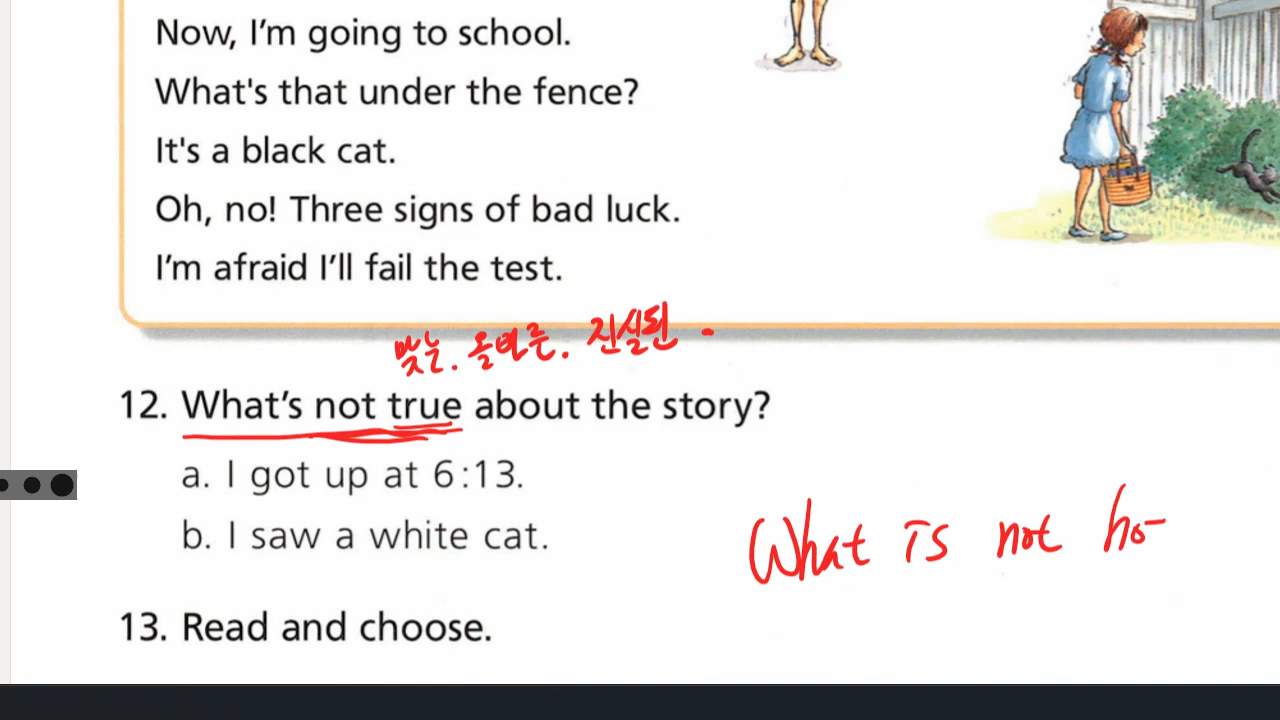 Now, I'm going to school.
What's that under the fence?
It's a black cat.
Oh, no! Three signs of bad luck.
I'm afraid I'll fail the test.
맞는. 올바른. 진실된
12. What's not true about the story?
a. I got up at 6:13.
b. I saw a white cat.
What is not ho
13. Read and choose.